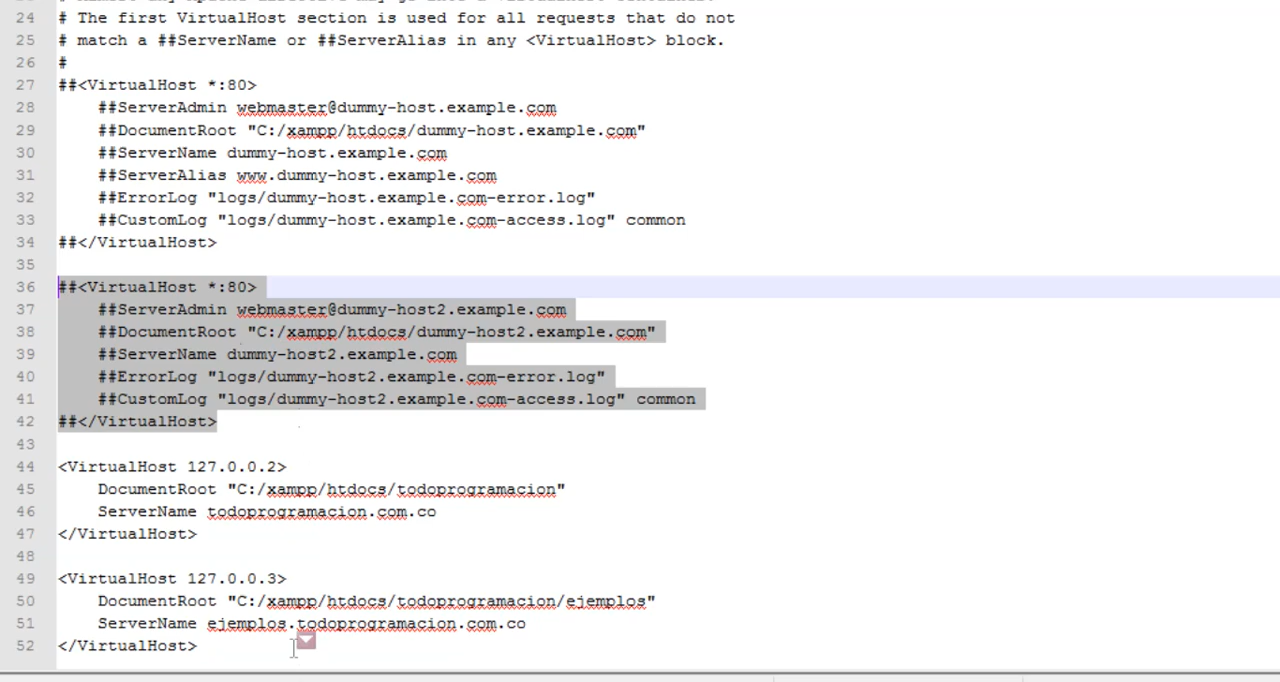 24 # The first VirtualHost section is used for all requests that do not
25 # match a ##ServerName or ##ServerAlias in any <VirtualHost> block.
26 #
27 ##<VirtualHost *:80>
28     ##ServerAdmin webmaster@dummy-host.example.com
29     ##DocumentRoot "C:/xampp/htdocs/dummy-host.example.com"
30     ##ServerName dummy-host.example.com
31     ##ServerAlias www.dummy-host.example.com
32     ##ErrorLog "logs/dummy-host.example.com-error.log"
33     ##CustomLog "logs/dummy-host.example.com-access.log" common
34 ##</VirtualHost>
35
36 ##<VirtualHost *:80>
37     ##ServerAdmin webmaster@dummy-host2.example.com
38     ##DocumentRoot "C:/xampp/htdocs/dummy-host2.example.com"
39     ##ServerName dummy-host2.example.com
40     ##ErrorLog "logs/dummy-host2.example.com-error.log"
41     ##CustomLog "logs/dummy-host2.example.com-access.log" common
42 ##</VirtualHost>
43
44 <VirtualHost 127.0.0.2>
45     DocumentRoot "C:/xampp/htdocs/todoprogramacion"
46     ServerName todoprogramacion.com.co
47 </VirtualHost>
48
49 <VirtualHost 127.0.0.3>
50     DocumentRoot "C:/xampp/htdocs/todoprogramacion/ejemplos"
51     ServerName ejemplos.todoprogramacion.com.co
52 </VirtualHost>